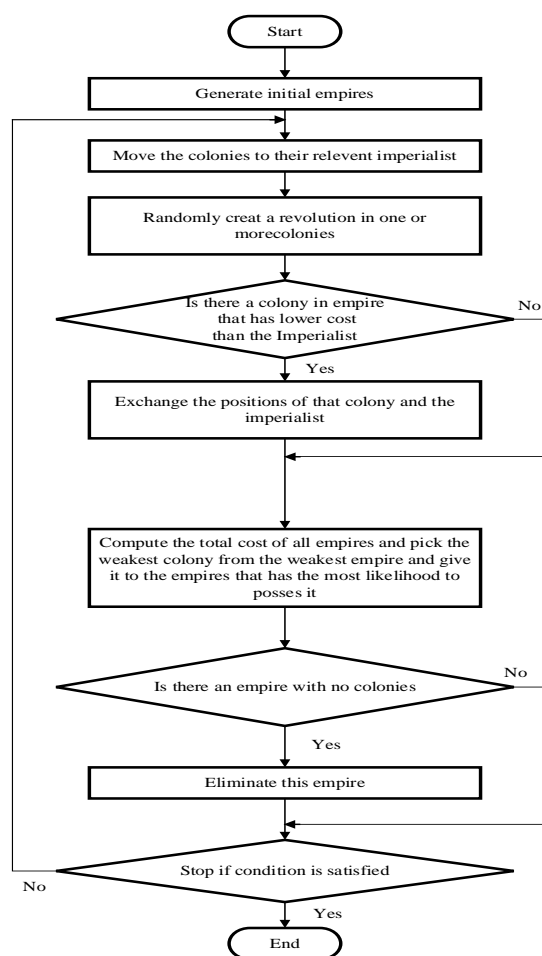 Start
Generate initial empires
Move the colonies to their relevent imperialist
Randomly creat a revolution in one or
morecolonies
Is there a colony in empire
that has lower cost
than the Imperialist
No
Yes
Exchange the positions of that colony and the
imperialist
Compute the total cost of all empires and pick the
weakest colony from the weakest empire and give
it to the empires that has the most likelihood to
posses it
Is there an empire with no colonies
No
Yes
Eliminate this empire
Stop if condition is satisfied
No
Yes
End